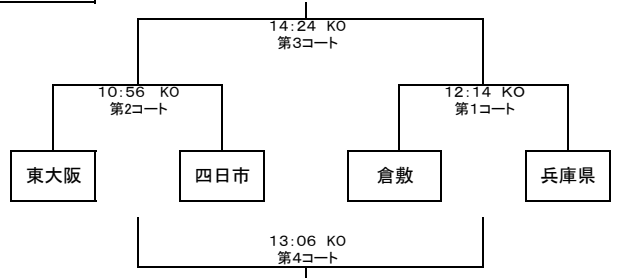 14:24 KO
第3コート
10:56 KO
第2コート
12:14 KO
第1コート
東大阪
四日市
倉敷
兵庫県
13:06 KO
第4コート